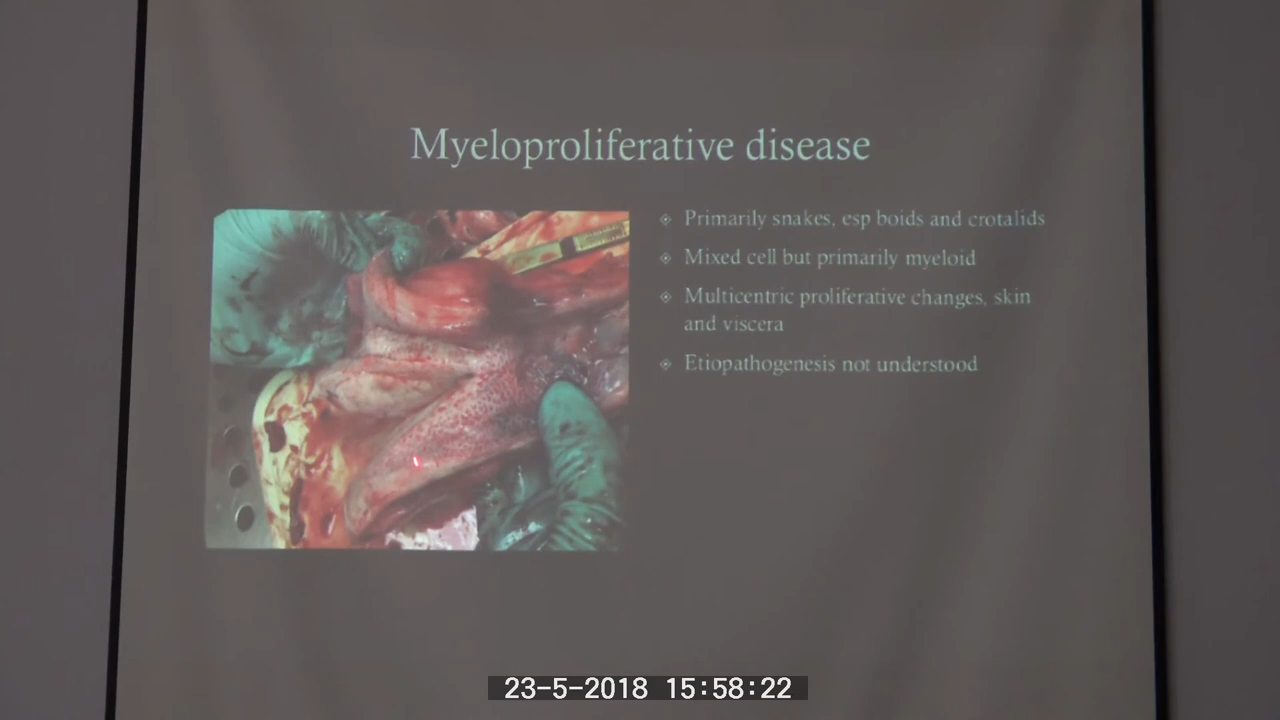 Myeloproliferative disease
Primarily snakes, esp boids and crotalids
Mixed cell but primarily myeloid
Multicentric proliferative changes, skin
and viscera
Etiopathogenesis not understood
23-5-2018 15:58:22